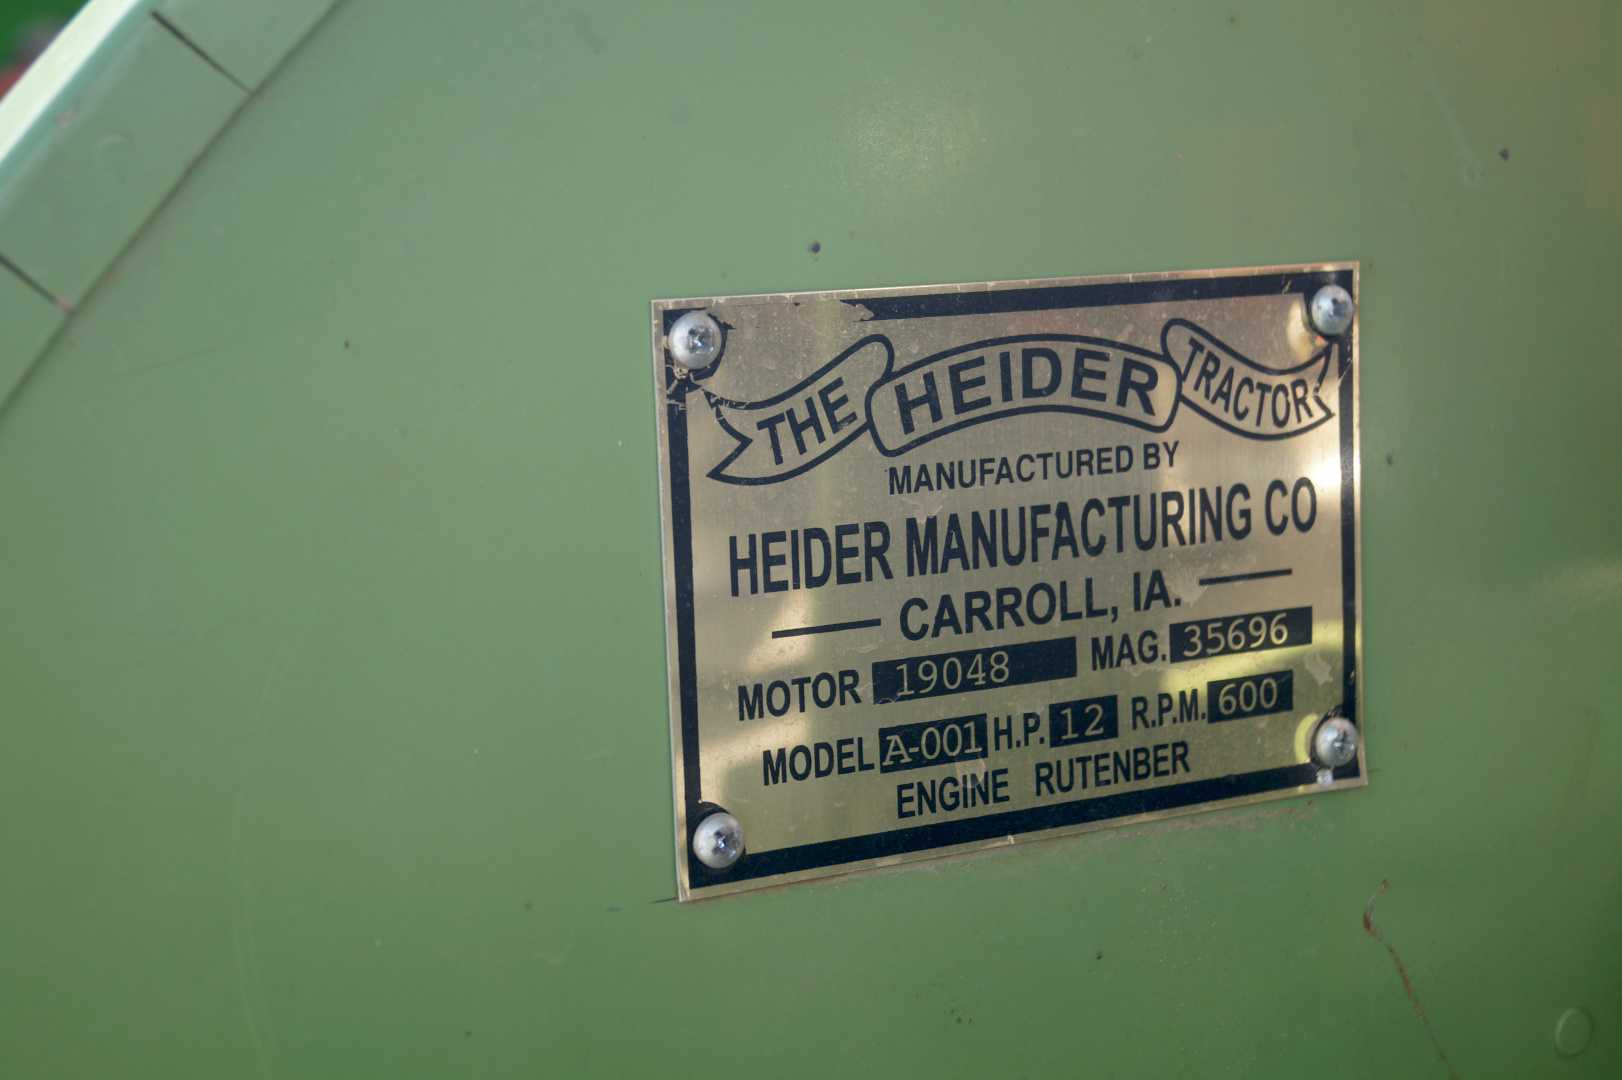 THE HEIDER TRACTOR
MANUFACTURED BY
HEIDER MANUFACTURING CO
CARROLL, IA.
MOTOR 19048 MAG. 35696
MODEL A-001 H.P. 12 R.P.M. 600
ENGINE RUTENBER